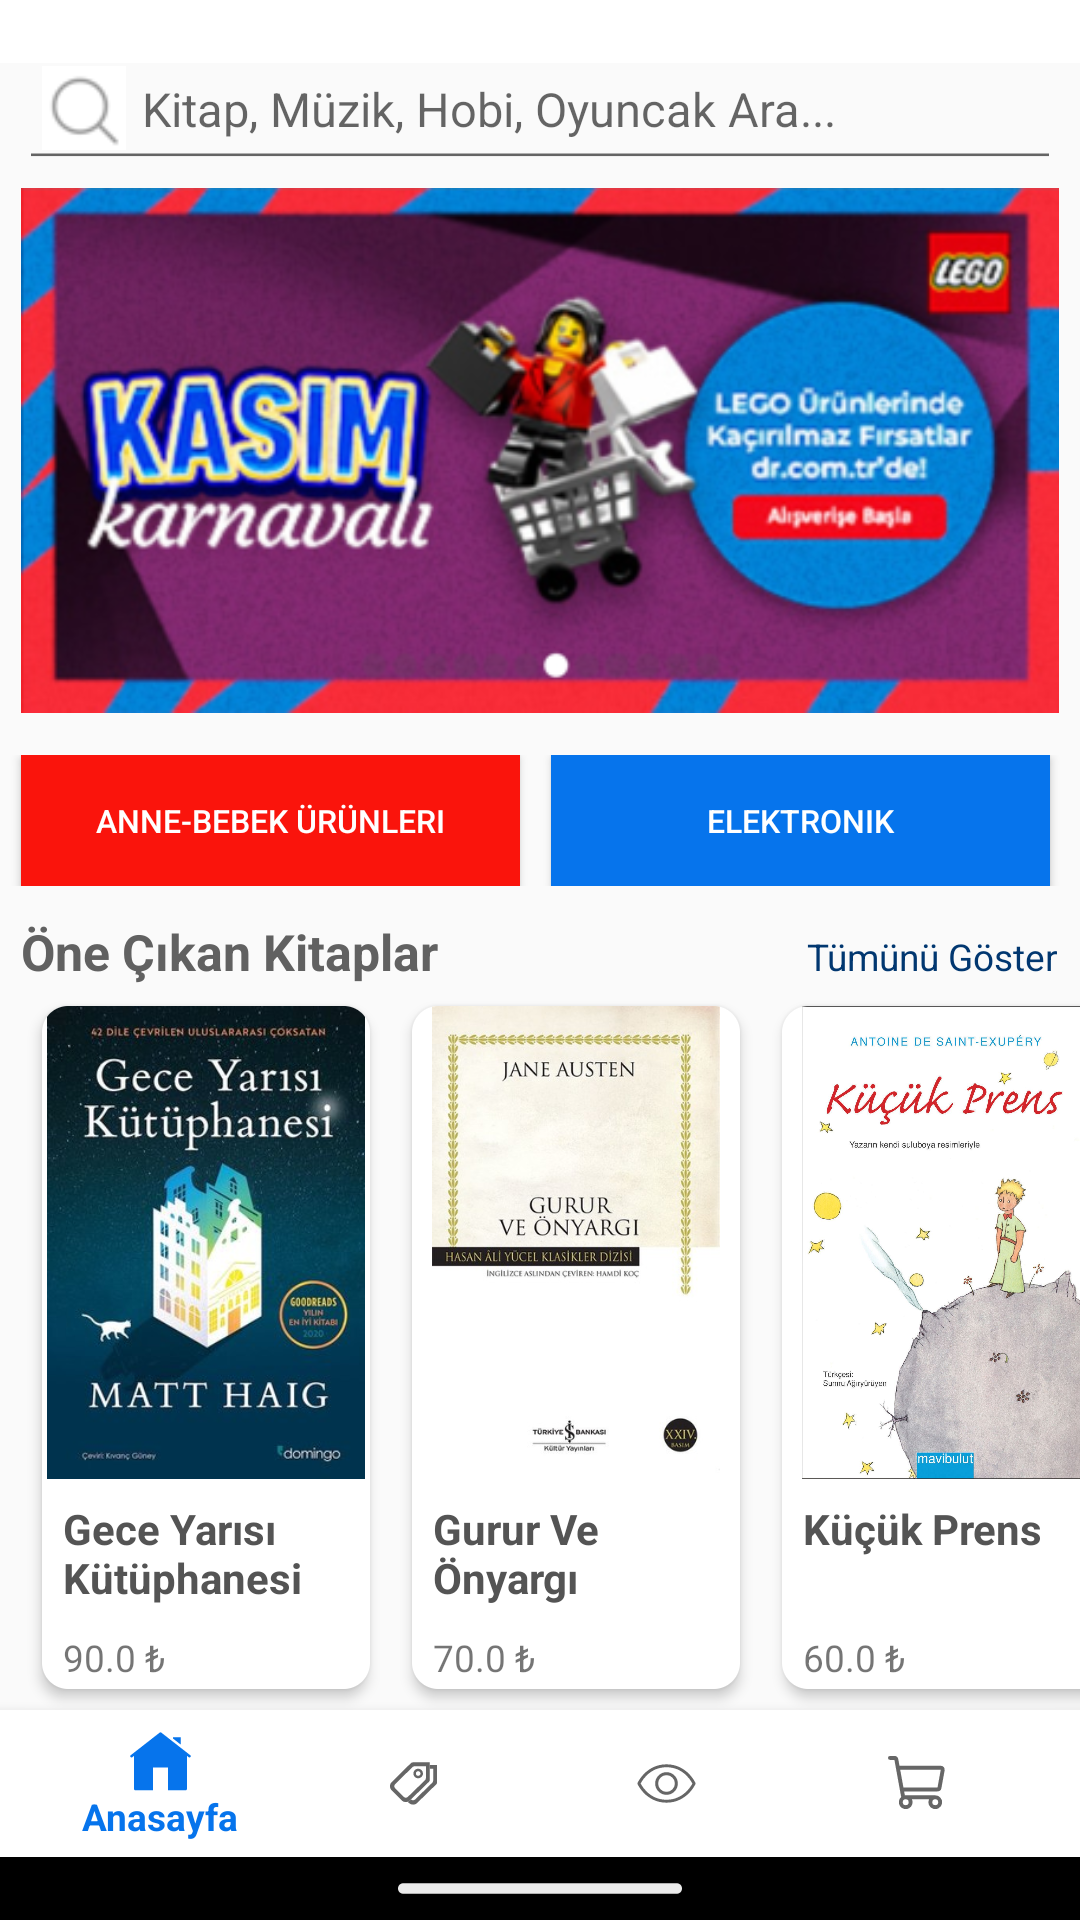 Kitap, Müzik, Hobi, Oyuncak Ara...
LEGO
KASIM
karnavalı
LEGO Ürünlerinde
Kaçırılmaz Fırsatlar
dr.com.tr'de!
Alışverişe Başla
ANNE-BEBEK ÜRÜNLERI
ELEKTRONIK
Öne Çıkan Kitaplar
Tümünü Göster
42 DİLE ÇEVRİLEN ULUSLARARASI ÇOKSATAN
Gece Yarısı
Kütüphanesi
GOODREADS
YILIN
EN İYİ KİTABI
2020
MATT HAIG
Çeviri: Kıvanç Güney
domingo
Gece Yarısı
Kütüphanesi
90.0 ₺
JANE AUSTEN
GURUR
VE ÖNYARGI
HASAN ÂLİ YÜCEL KLASİKLER DİZİSİ
İNGİLİZCE ASLINDAN ÇEVİREN: HAMDİ KOÇ
TÜRKİYE İŞ BANKASI
Kültür Yayınları
XXIV.
BASIM
Gurur Ve
Önyargı
70.0 ₺
ANTOINE DE SAINT-EXUPÉRY
Küçük Prens
Yazarın kendi suluboya resimleriyle
Türkçesi:
Sumru Ağıryürüyen
mavibulut
Küçük Prens
60.0 ₺
Anasayfa